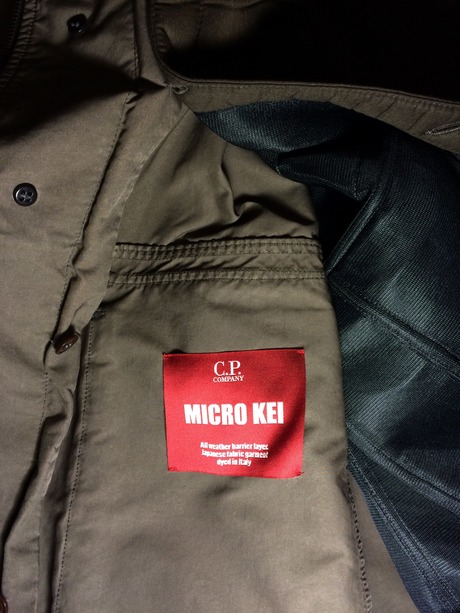 C.P.
COMPANY
MICRO KEI
All weather barrier layer.
Japanese fabric garment
dyed in Italy